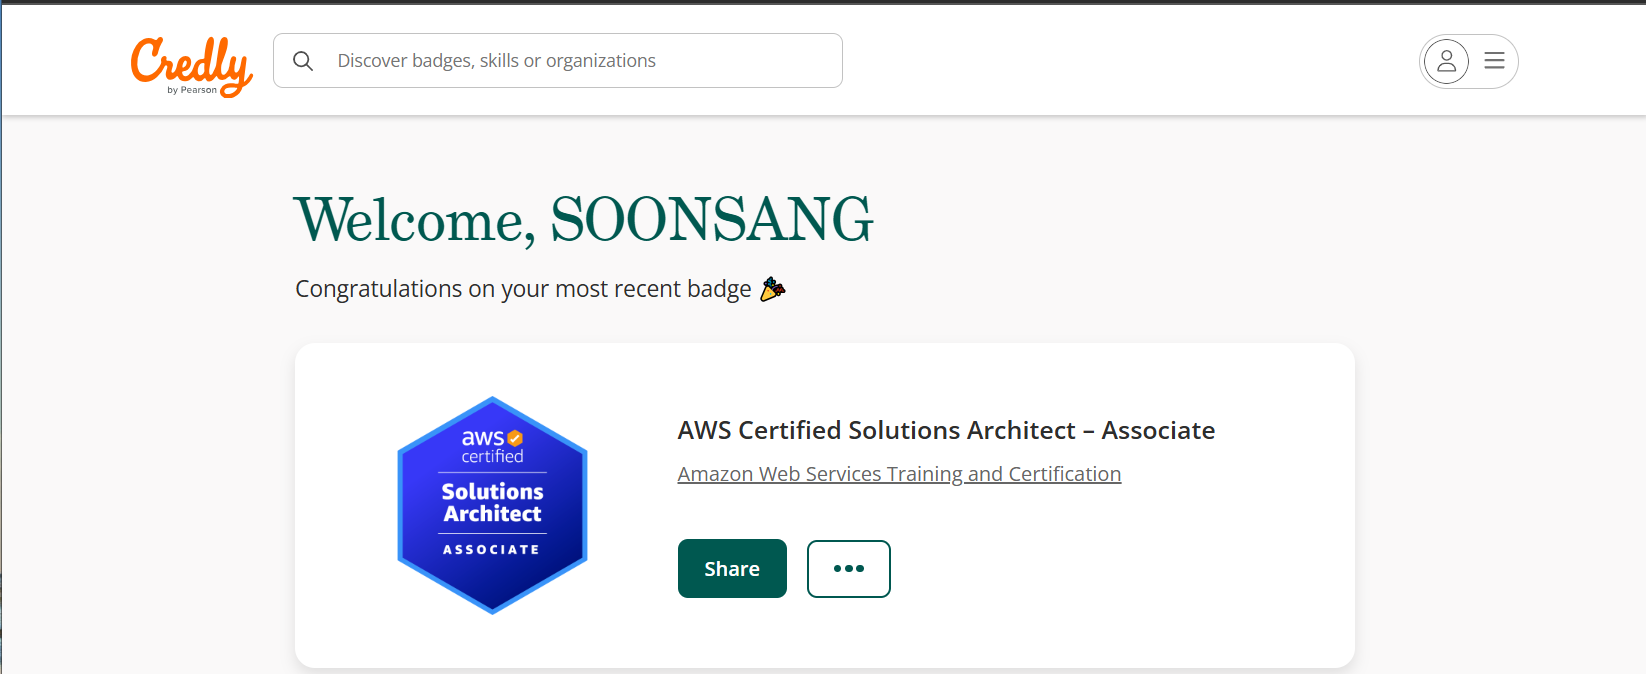 Credly
by Pearson
Discover badges, skills or organizations
Welcome, SOONSANG
Congratulations on your most recent badge
aws
certified
Solutions
Architect
ASSOCIATE
AWS Certified Solutions Architect – Associate
Amazon Web Services Training and Certification
Share